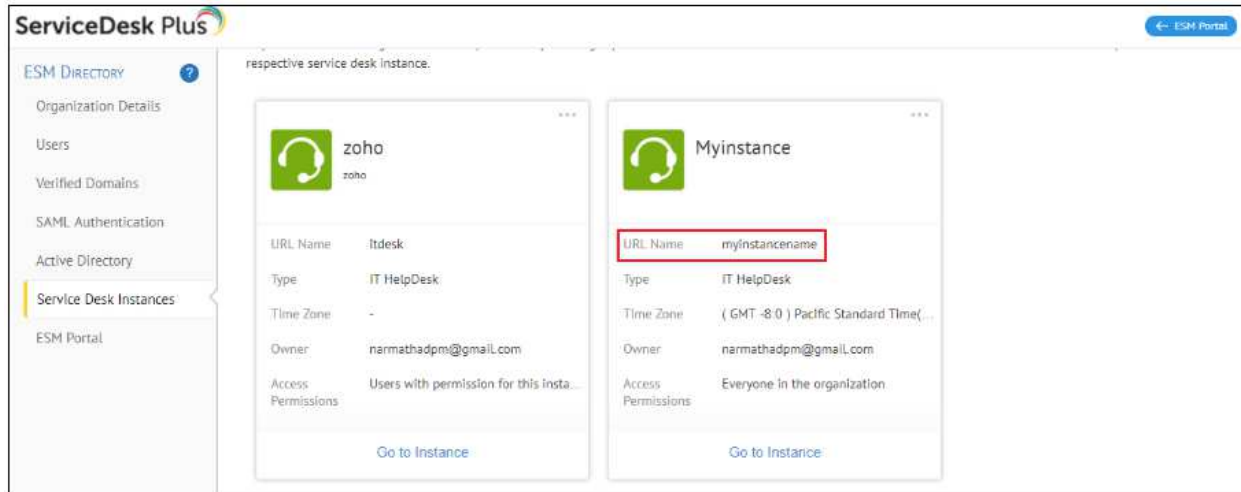 ServiceDesk Plus
← ESM Portal
ESM Directory
?
Organization Details
Users
Verified Domains
SAML Authentication
Active Directory
Service Desk Instances
ESM Portal
respective service desk instance.
zoho
zoho
URL Name itdesk
Type IT HelpDesk
Time Zone -
Owner narmathadpm@gmail.com
Access Users with permission for this insta...
Permissions
Go to Instance
Myinstance
URL Name myinstancename
Type IT HelpDesk
Time Zone ( GMT -8:0 ) Pacific Standard Time(...
Owner narmathadpm@gmail.com
Access Everyone in the organization
Permissions
Go to Instance